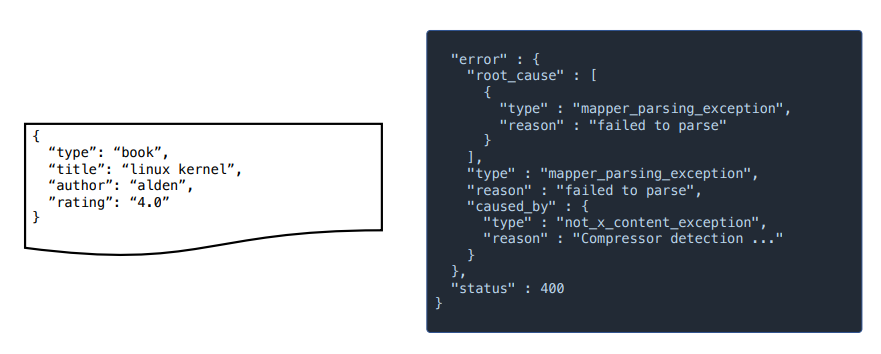 {
“type”: “book”,
“title”: “linux kernel”,
“author”: “alden”,
”rating”: “4.0”
}
"error" : {
"root_cause" : [
{
"type" : "mapper_parsing_exception",
"reason" : "failed to parse"
}
],
"type" : "mapper_parsing_exception",
"reason" : "failed to parse",
"caused_by" : {
"type" : "not_x_content_exception",
"reason" : "Compressor detection ..."
}
},
"status" : 400
}